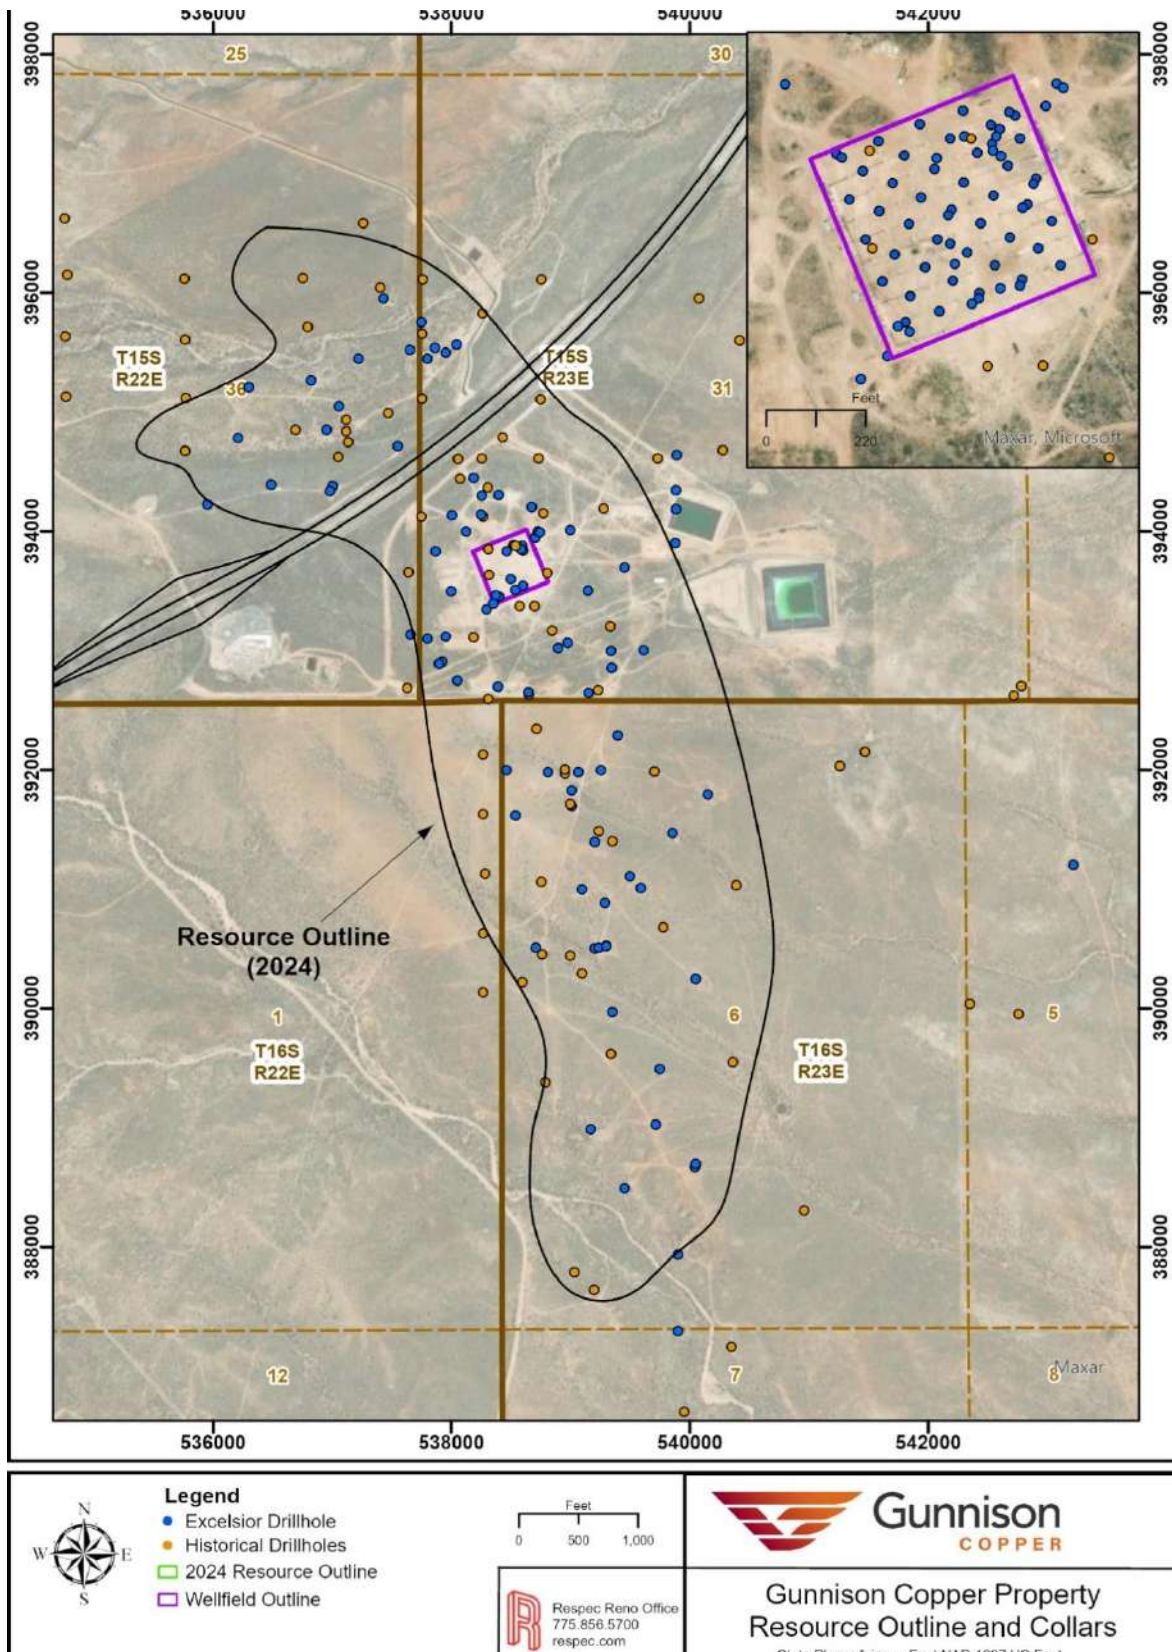 536000
538000
540000
542000
398000
398000
25
30
396000
396000
T15S
R22E
36
T15S
R23E
31
Feet
0
220
Maxar, Microsoft
394000
394000
392000
392000
Resource Outline
(2024)
390000
390000
1
T16S
R22E
6
T16S
R23E
5
388000
388000
12
7
8
Maxar
536000
538000
540000
542000
N
W
E
S
Legend
Excelsior Drillhole
Historical Drillholes
2024 Resource Outline
Wellfield Outline
Feet
0
500
1,000
Respec Reno Office
775.856.5700
respec.com
Gunnison
COPPER
Gunnison Copper Property
Resource Outline and Collars